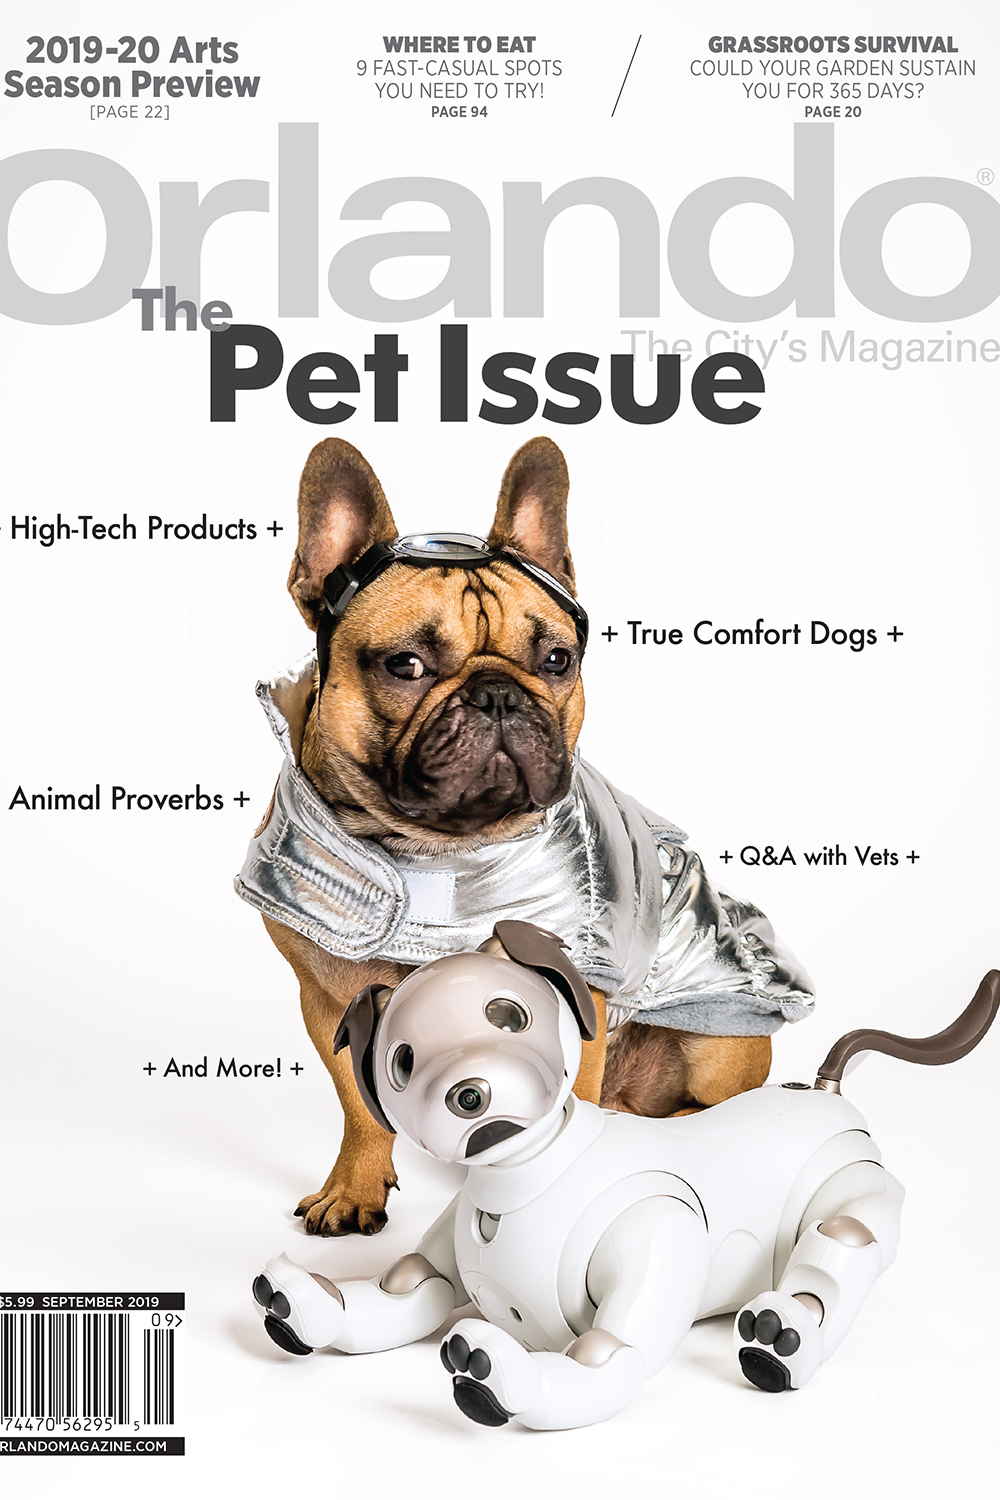 2019-20 Arts
Season Preview
[PAGE 22]
WHERE TO EAT
9 FAST-CASUAL SPOTS
YOU NEED TO TRY!
PAGE 94
GRASSROOTS SURVIVAL
COULD YOUR GARDEN SUSTAIN
YOU FOR 365 DAYS?
PAGE 20
Orlando®
The City's Magazine
The
Pet Issue
High-Tech Products +
+ True Comfort Dogs +
Animal Proverbs +
+ Q&A with Vets +
+ And More! +
$5.99 SEPTEMBER 2019
09>
74470 56295 5
RLANDOMAGAZINE.COM